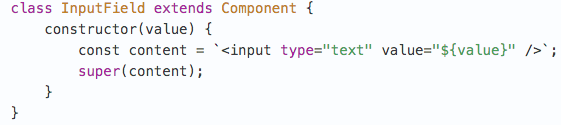 class InputField extends Component {
    constructor(value) {
        const content = `<input type="text" value="${value}" />`;
        super(content);
    }
}